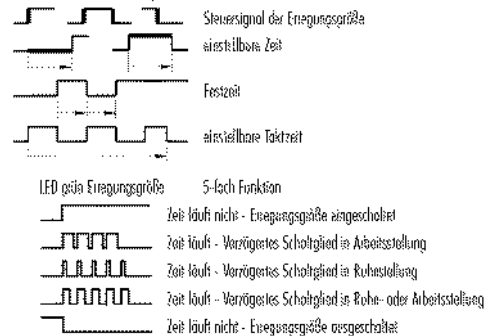 Steuersignal der Erregungsgröße
einstellbare Zeit
Festzeit
einstellbare Taktzeit
LED grün Erregungsgröße 5-fach Funktion
Zeit läuft nicht - Erregungsgröße eingeschaltet
Zeit läuft - Verzögertes Schaltglied in Arbeitsstellung
Zeit läuft - Verzögertes Schaltglied in Ruhestellung
Zeit läuft - Verzögertes Schaltglied in Ruhe- oder Arbeitsstellung
Zeit läuft nicht - Erregungsgröße ausgeschaltet